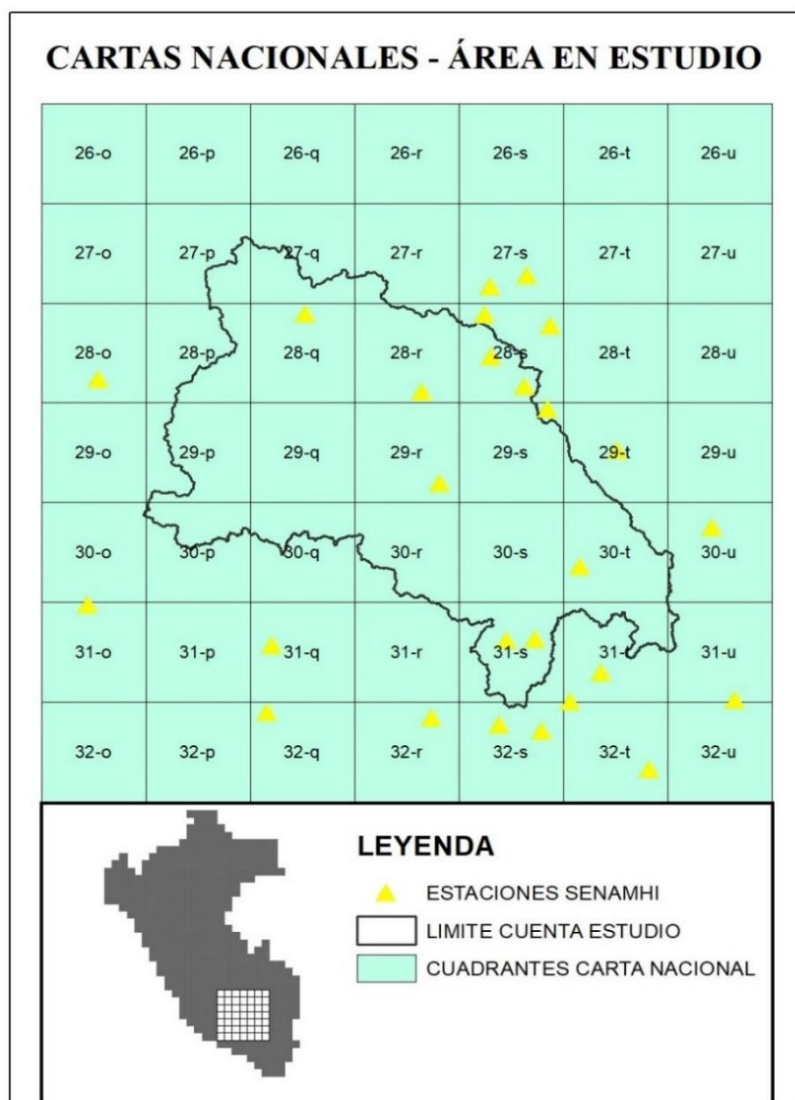 CARTAS NACIONALES - ÁREA EN ESTUDIO
26-o 26-p 26-q 26-r 26-s 26-t 26-u
27-o 27-p 27-q 27-r 27-s 27-t 27-u
28-o 28-p 28-q 28-r 28-s 28-t 28-u
29-o 29-p 29-q 29-r 29-s 29-t 29-u
30-o 30-p 30-q 30-r 30-s 30-t 30-u
31-o 31-p 31-q 31-r 31-s 31-t 31-u
32-o 32-p 32-q 32-r 32-s 32-t 32-u
LEYENDA
ESTACIONES SENAMHI
LIMITE CUENTA ESTUDIO
CUADRANTES CARTA NACIONAL